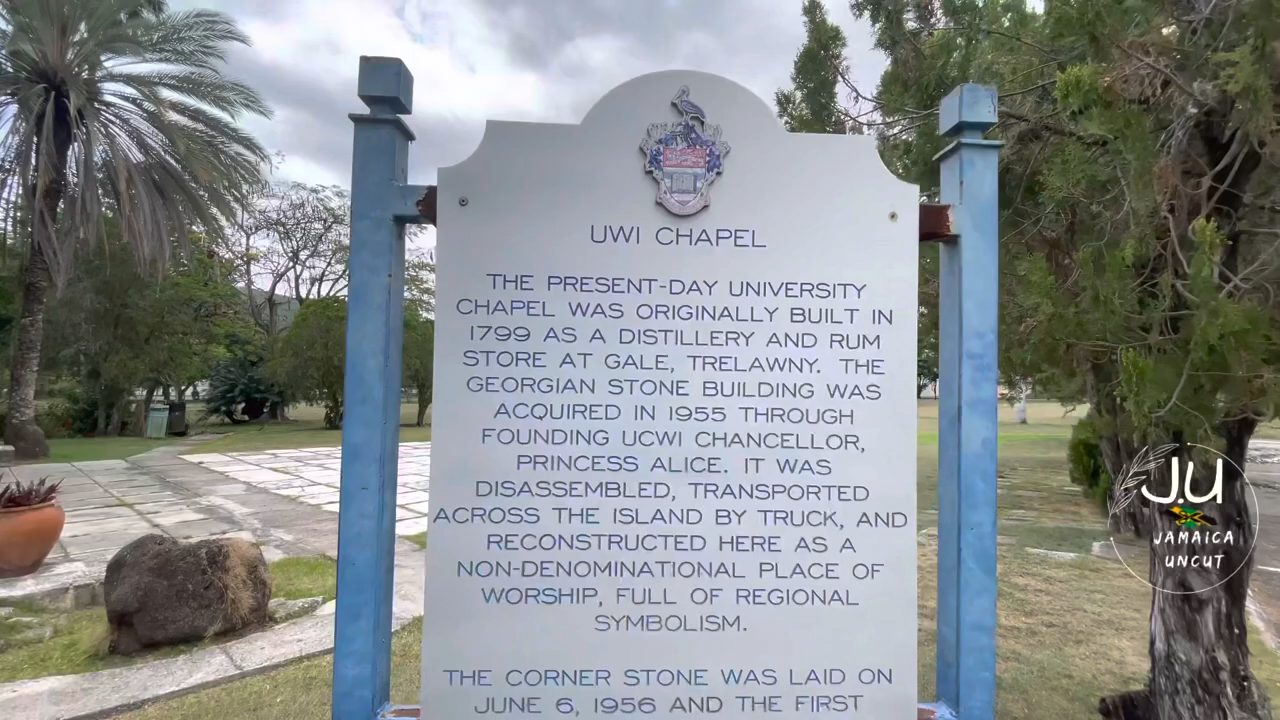 UWI CHAPEL
THE PRESENT-DAY UNIVERSITY
CHAPEL WAS ORIGINALLY BUILT IN
1799 AS A DISTILLERY AND RUM
STORE AT GALE, TRELAWNY. THE
GEORGIAN STONE BUILDING WAS
ACQUIRED IN 1955 THROUGH
FOUNDING UCWI CHANCELLOR,
PRINCESS ALICE. IT WAS
DISASSEMBLED, TRANSPORTED
ACROSS THE ISLAND BY TRUCK, AND
RECONSTRUCTED HERE AS A
NON-DENOMINATIONAL PLACE OF
WORSHIP, FULL OF REGIONAL
SYMBOLISM.
THE CORNER STONE WAS LAID ON
JUNE 6, 1956 AND THE FIRST
J.U
JAMAICA
UNCUT